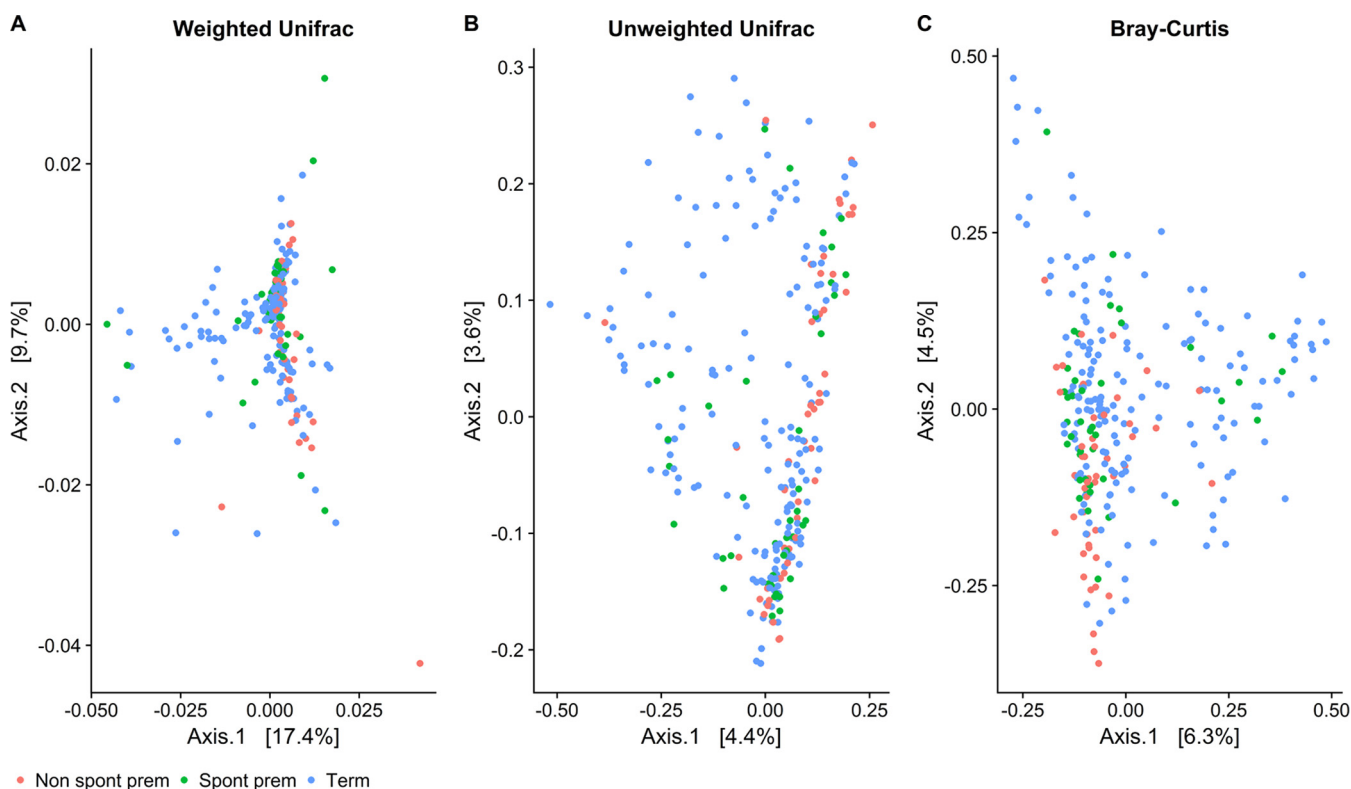 A
Weighted Unifrac
0.02
0.00
-0.02
-0.04
Axis.2 [9.7%]
-0.050
-0.025
0.000
0.025
Axis.1 [17.4%]
B
Unweighted Unifrac
0.3
0.2
0.1
0.0
-0.1
-0.2
Axis.2 [3.6%]
-0.50
-0.25
0.00
0.25
Axis.1 [4.4%]
C
Bray-Curtis
0.50
0.25
0.00
-0.25
Axis.2 [4.5%]
-0.25
0.00
0.25
0.50
Axis.1 [6.3%]
Non spont prem
Spont prem
Term